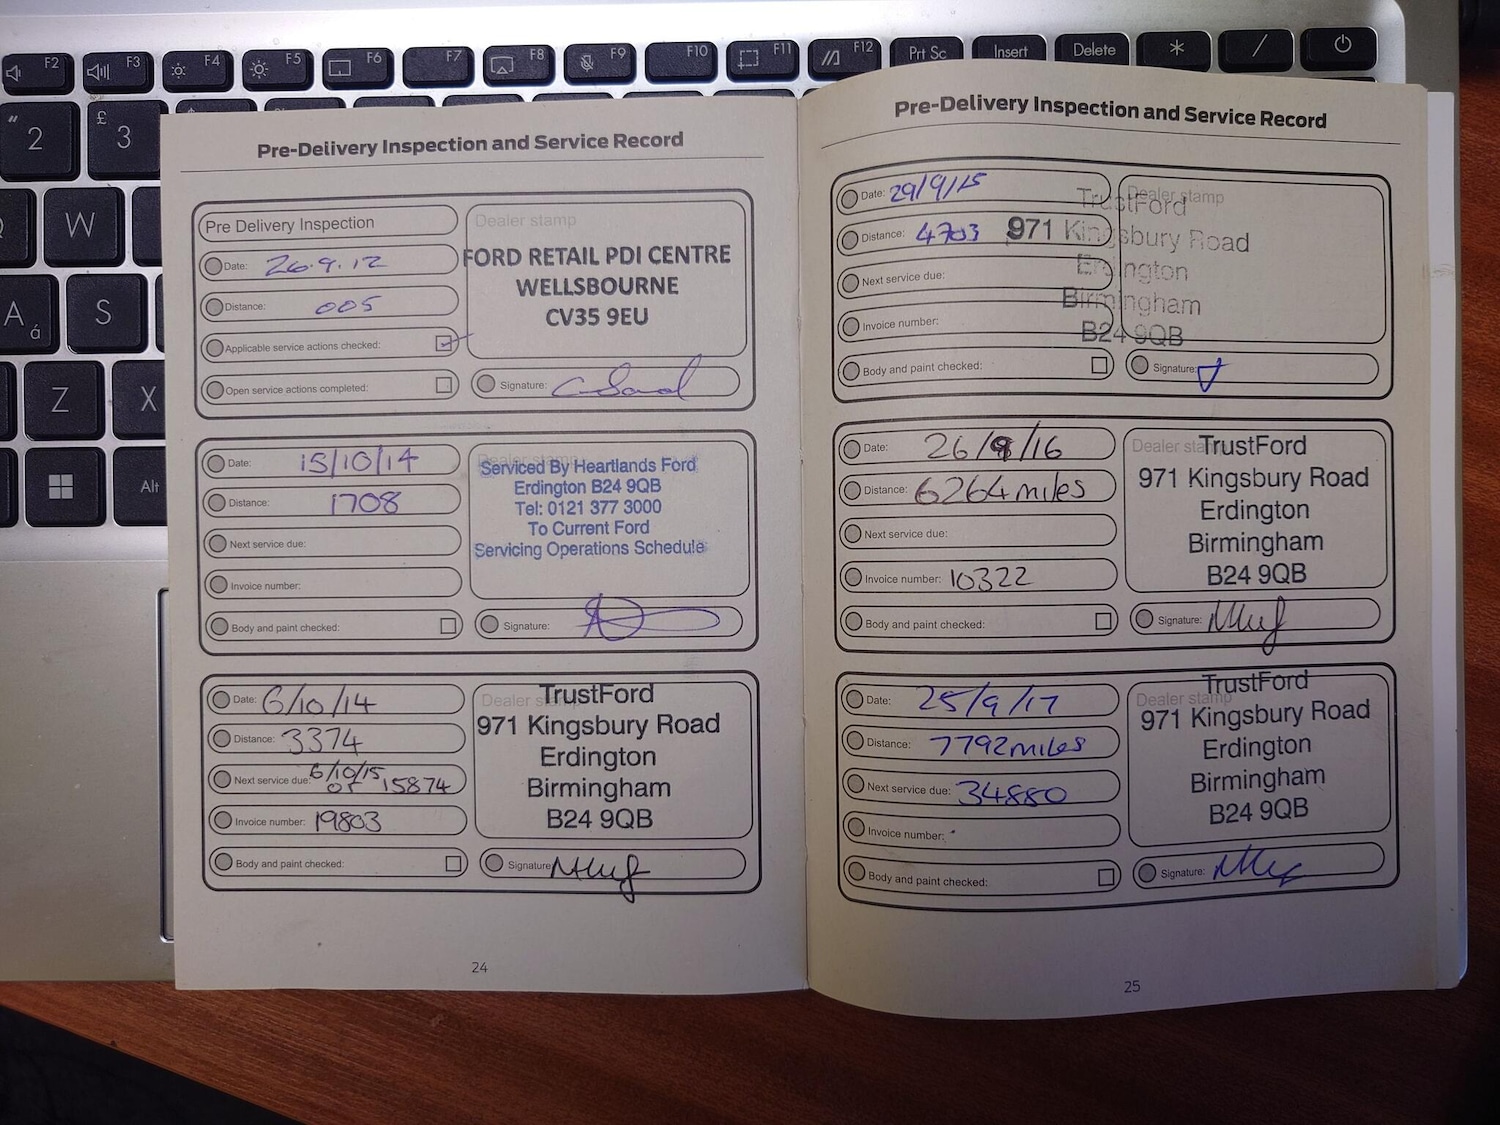 F2 F3 F4 F5 F6 F7 F8 F9 F10 F11 F12 Prt Sc Insert Delete * /
" 2 £ 3
W
A á S
Z X
Alt
Pre-Delivery Inspection and Service Record
Pre Delivery Inspection
Date: 26.9.12
Distance: 005
Applicable service actions checked:
Open service actions completed:
Dealer stamp
FORD RETAIL PDI CENTRE
WELLSBOURNE
CV35 9EU
Signature:
Date: 15/10/14
Distance: 1708
Next service due:
Invoice number:
Body and paint checked:
Dealer stamp
Serviced By Heartlands Ford
Erdington B24 9QB
Tel: 0121 377 3000
To Current Ford
Servicing Operations Schedule
Signature:
Date: 6/10/14
Distance: 3374
Next service due: 6/10/15
or 15874
Invoice number: 19803
Body and paint checked:
Dealer stamp
TrustFord
971 Kingsbury Road
Erdington
Birmingham
B24 9QB
Signature:
24
Pre-Delivery Inspection and Service Record
Date: 29/9/15
Distance: 4703
Next service due:
Invoice number:
Body and paint checked:
Dealer stamp
TrustFord
971 Kingsbury Road
Erdington
Birmingham
B24 9QB
Signature:
Date: 26/9/16
Distance: 6264 miles
Next service due:
Invoice number: 10322
Body and paint checked:
Dealer stamp
TrustFord
971 Kingsbury Road
Erdington
Birmingham
B24 9QB
Signature:
Date: 25/9/17
Distance: 7792 miles
Next service due: 34880
Invoice number:
Body and paint checked:
Dealer stamp
TrustFord
971 Kingsbury Road
Erdington
Birmingham
B24 9QB
Signature:
25